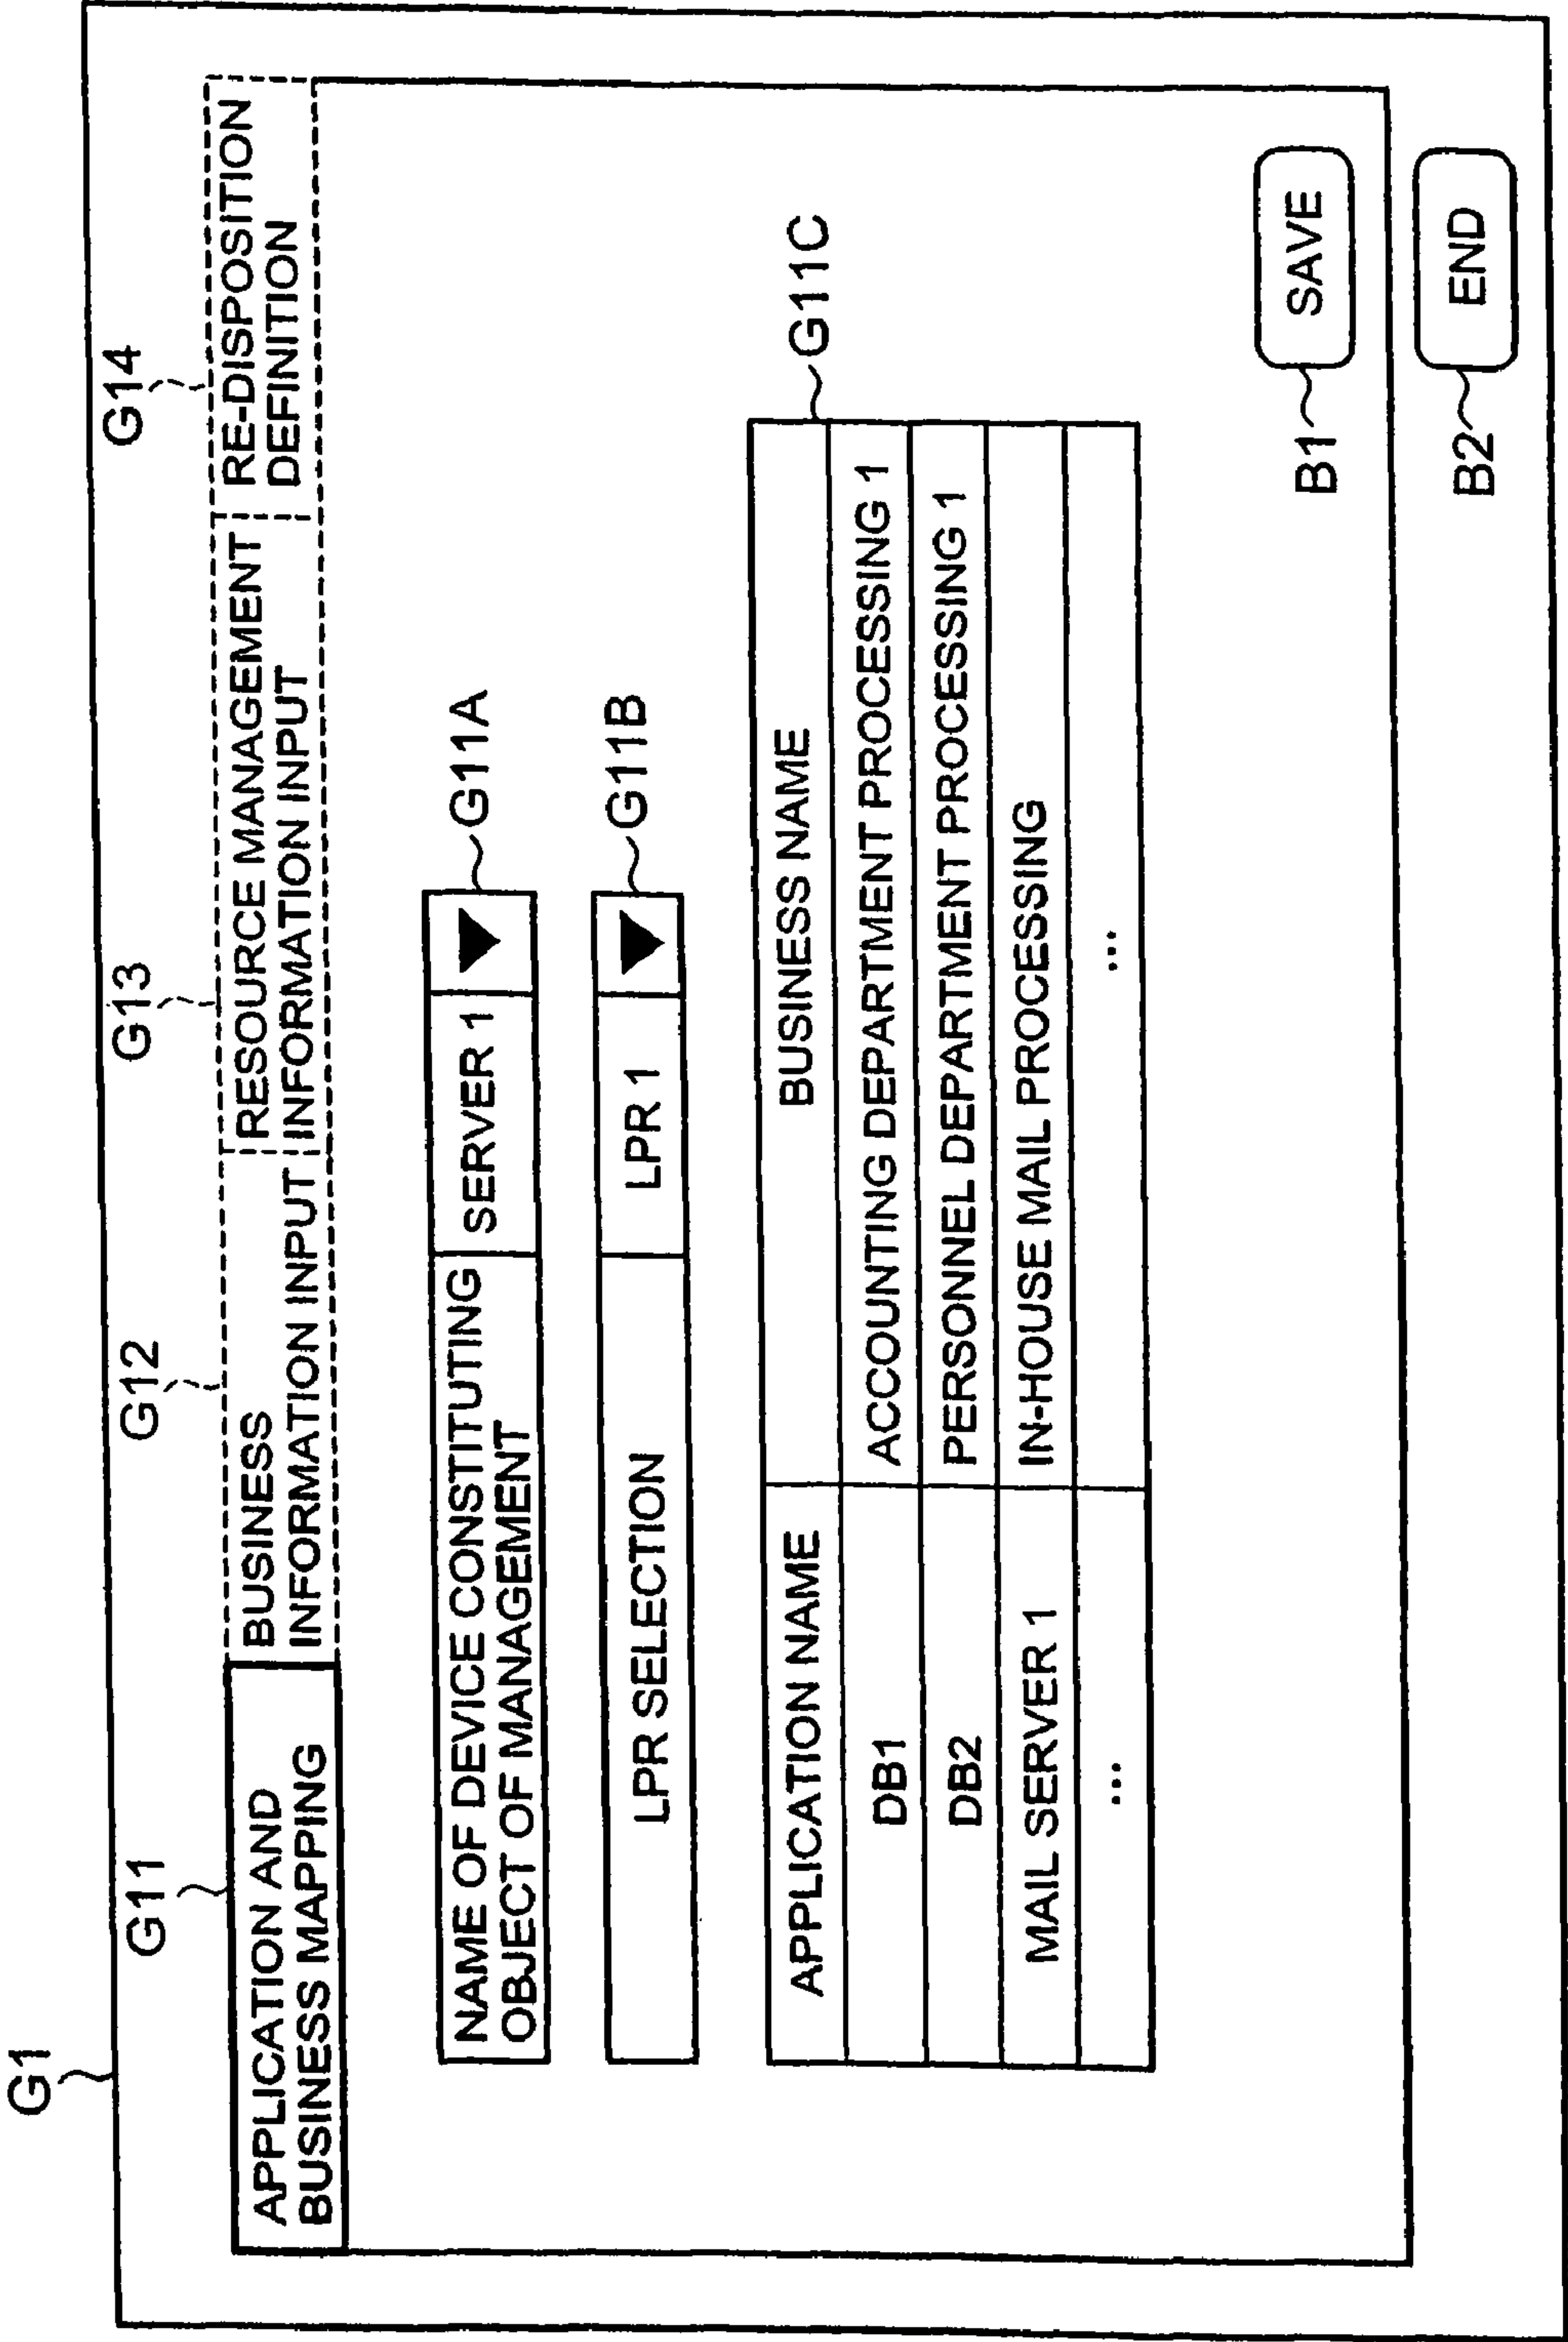 G1
G11
G12
G13
G14
APPLICATION AND
BUSINESS MAPPING
BUSINESS
INFORMATION INPUT
RESOURCE MANAGEMENT
INFORMATION INPUT
RE-DISPOSITION
DEFINITION
NAME OF DEVICE CONSTITUTING
OBJECT OF MANAGEMENT
SERVER 1
G11A
LPR SELECTION
LPR 1
G11B
G11C
APPLICATION NAME
BUSINESS NAME
DB1
ACCOUNTING DEPARTMENT PROCESSING 1
DB2
PERSONNEL DEPARTMENT PROCESSING 1
MAIL SERVER 1
IN-HOUSE MAIL PROCESSING
...
...
B1
SAVE
B2
END